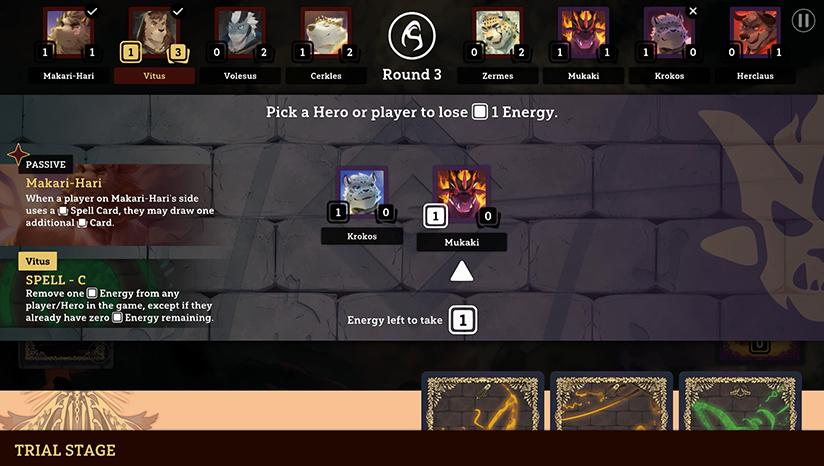 1 1 1 3 0 2 1 2 0 2 1 1 1 0 0 1
Makari-Hari Vitus Volesus Cerkles Round 3 Zermes Mukaki Krokos Herclaus
Pick a Hero or player to lose 1 Energy.
PASSIVE
Makari-Hari
When a player on Makari-Hari's side
uses a Spell Card, they may draw one
additional Card.
1 0 1 0
Krokos Mukaki
Vitus
SPELL - C
Remove one Energy from any
player/Hero in the game, except if they
already have zero Energy remaining.
Energy left to take 1
0
TRIAL STAGE